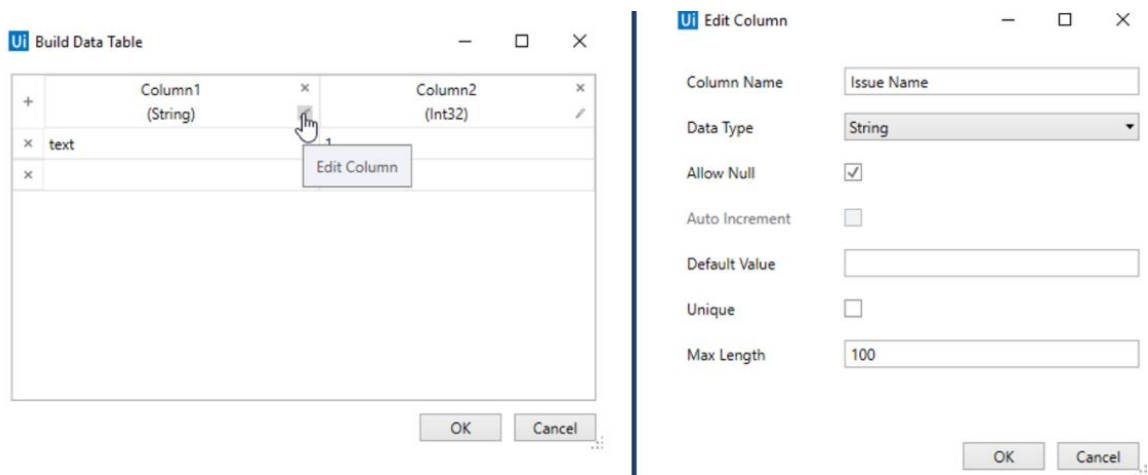 Ui Build Data Table
Column1
(String)
Column2
(Int32)
text
1
Edit Column
OK Cancel
Ui Edit Column
Column Name Issue Name
Data Type String
Allow Null
Auto Increment
Default Value
Unique
Max Length 100
OK Cancel